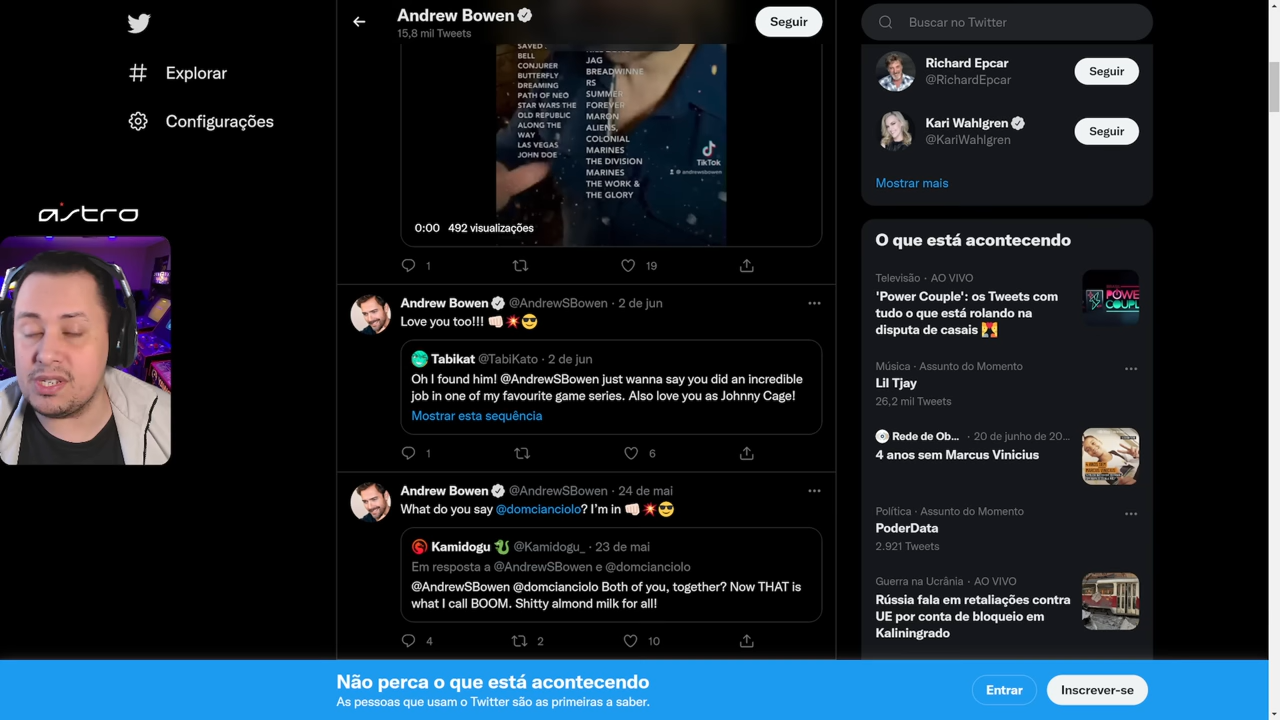 Explorar
Configurações
astro
Andrew Bowen
15,8 mil Tweets
Seguir
SAVED .
BELL
CONJURER
BUTTERFLY
DREAMING
PATH OF NEO
STAR WARS THE
OLD REPUBLIC
ALONG THE
WAY
LAS VEGAS
JOHN DOE
JAG
BREADWINNE
RS
SUMMER
FOREVER
MARON
ALIENS,
COLONIAL
MARINES
THE DIVISION
MARINES
THE WORK &
THE GLORY
TikTok
@ andrewsbowen
0:00 492 visualizações
1 19
Andrew Bowen @AndrewSBowen · 2 de jun
Love you too!!! 👊🏻💥😎
Tabikat @TabiKato · 2 de jun
Oh I found him! @AndrewSBowen just wanna say you did an incredible
job in one of my favourite game series. Also love you as Johnny Cage!
Mostrar esta sequência
1 6
Andrew Bowen @AndrewSBowen · 24 de mai
What do you say @domcianciolo? I’m in 👊🏻💥😎
Kamidogu 🐉 @Kamidogu_ · 23 de mai
Em resposta a @AndrewSBowen e @domcianciolo
@AndrewSBowen @domcianciolo Both of you, together? Now THAT is
what I call BOOM. Shitty almond milk for all!
4 2 10
Buscar no Twitter
Richard Epcar
@RichardEpcar
Seguir
Kari Wahlgren
@KariWahlgren
Seguir
Mostrar mais
O que está acontecendo
Televisão · AO VIVO
'Power Couple': os Tweets com
tudo o que está rolando na
disputa de casais
POWER
COUPL
Música · Assunto do Momento
Lil Tjay
26,2 mil Tweets
Rede de Ob... · 20 de junho de 20...
4 anos sem Marcus Vinicius
Política · Assunto do Momento
PoderData
2.921 Tweets
Guerra na Ucrânia · AO VIVO
Rússia fala em retaliações contra
UE por conta de bloqueio em
Kaliningrado
Não perca o que está acontecendo
As pessoas que usam o Twitter são as primeiras a saber.
Entrar
Inscrever-se